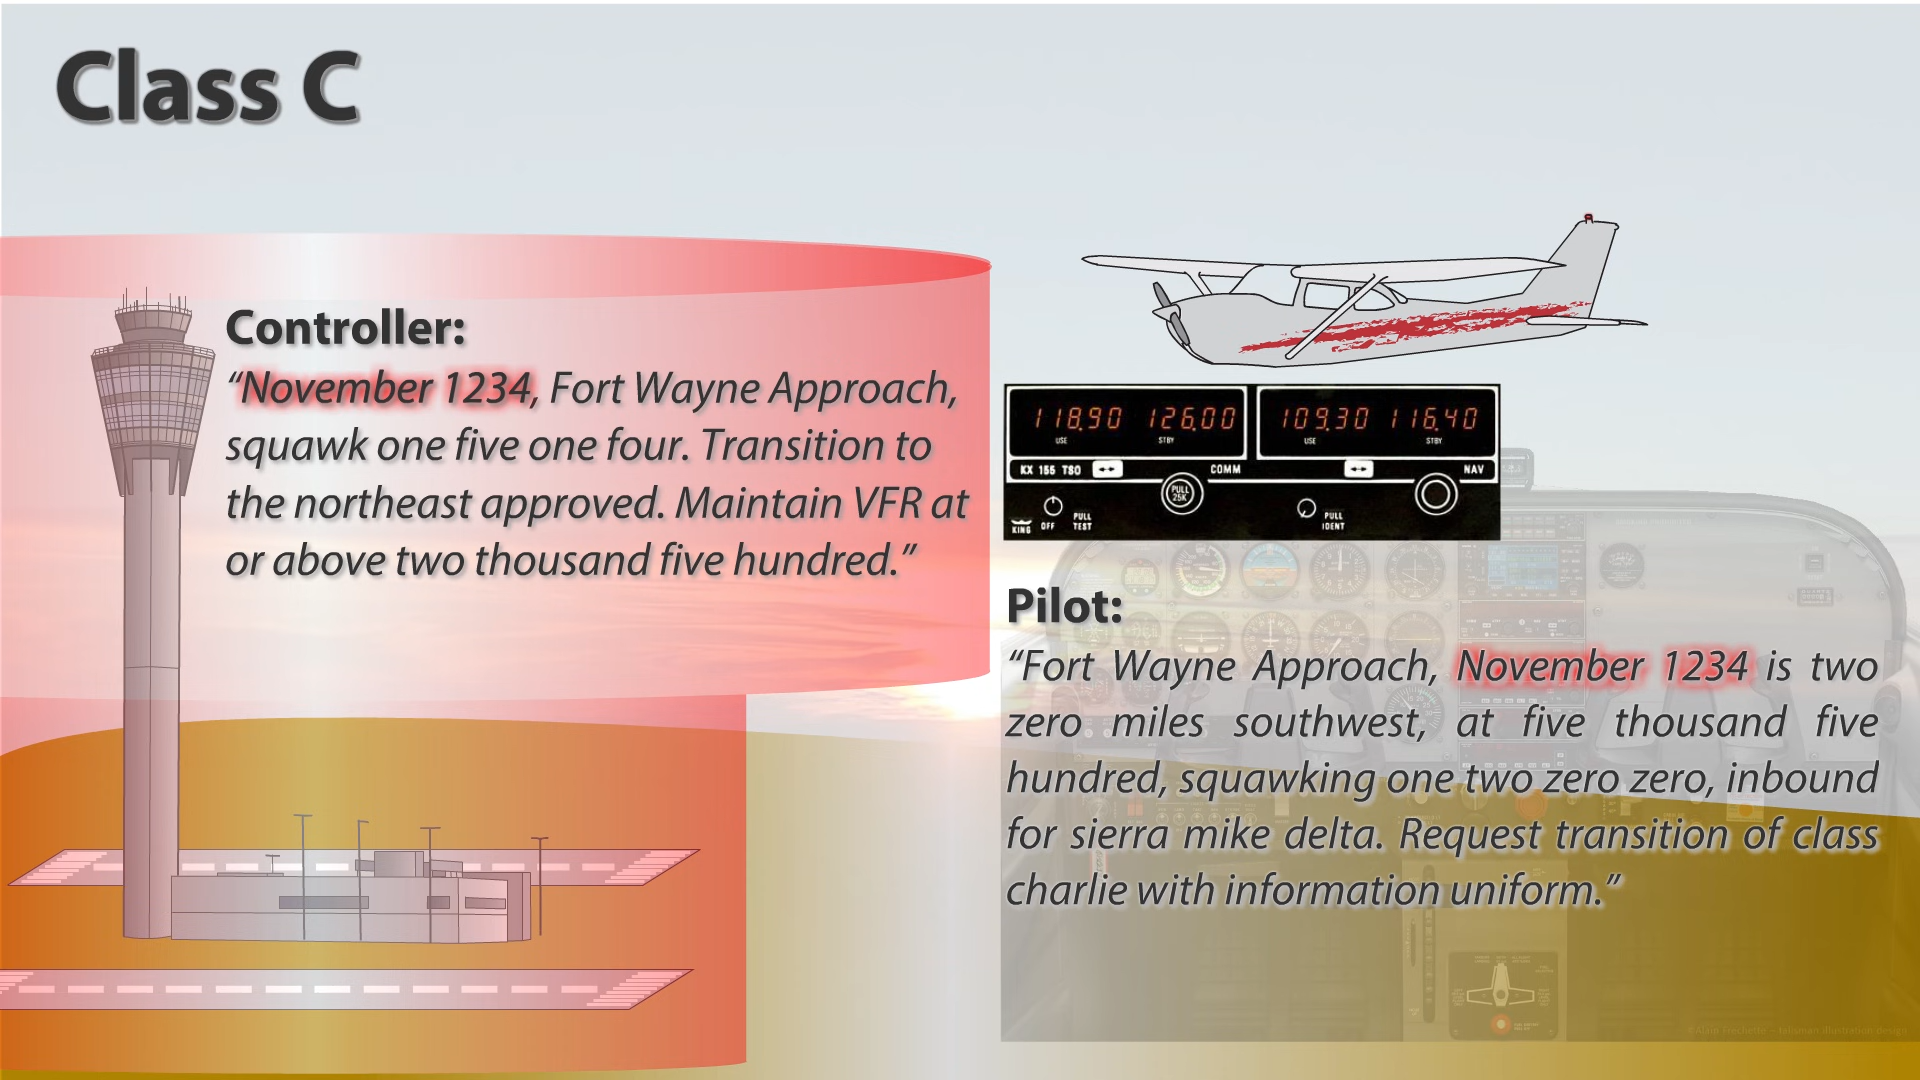 Class C
Controller:
“November 1234, Fort Wayne Approach,
squawk one five one four. Transition to
the northeast approved. Maintain VFR at
or above two thousand five hundred.”
118.90 126.00 109.30 116.40
USE STBY USE STBY
KX 155 TSO COMM NAV
PULL 25K
OFF PULL TEST PULL IDENT
KING
Pilot:
“Fort Wayne Approach, November 1234 is two
zero miles southwest, at five thousand five
hundred, squawking one two zero zero, inbound
for sierra mike delta. Request transition of class
charlie with information uniform.”